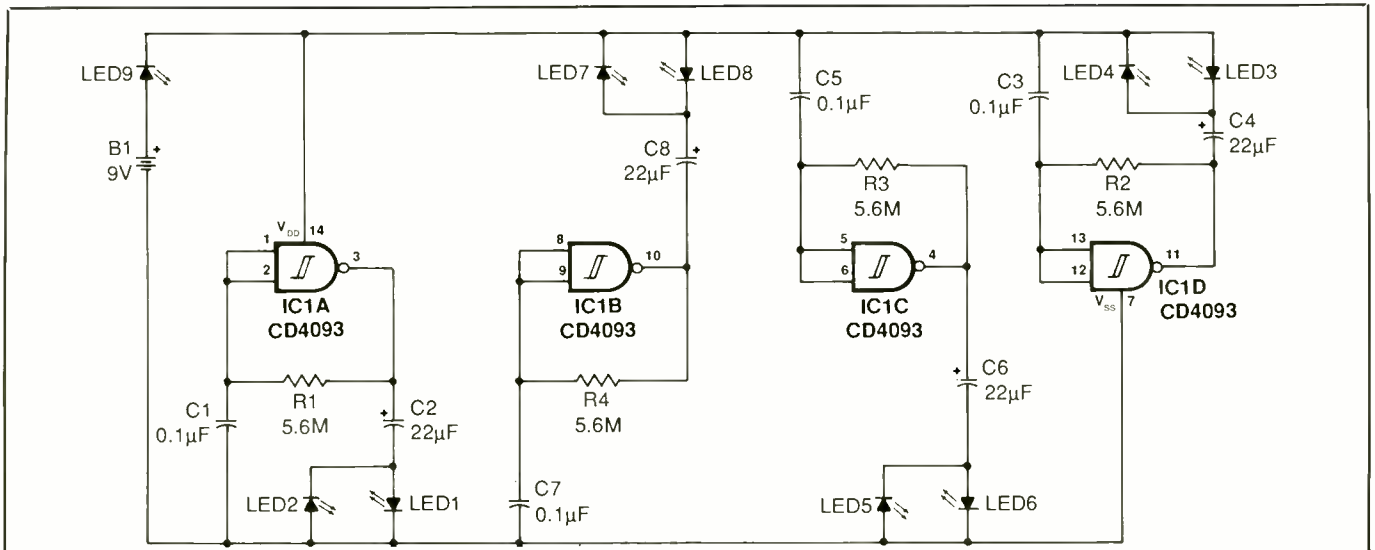 LED9
B1
9V
+
V_DD 14
1
2
3
IC1A
CD4093
R1
5.6M
C1
0.1µF
+
C2
22µF
LED2
LED1
LED7
LED8
C8
22µF
+
8
9
10
IC1B
CD4093
R4
5.6M
C7
0.1µF
C5
0.1µF
R3
5.6M
5
6
4
IC1C
CD4093
+
C6
22µF
LED5
LED6
C3
0.1µF
LED4
LED3
+
C4
22µF
R2
5.6M
13
12
11
V_SS 7
IC1D
CD4093